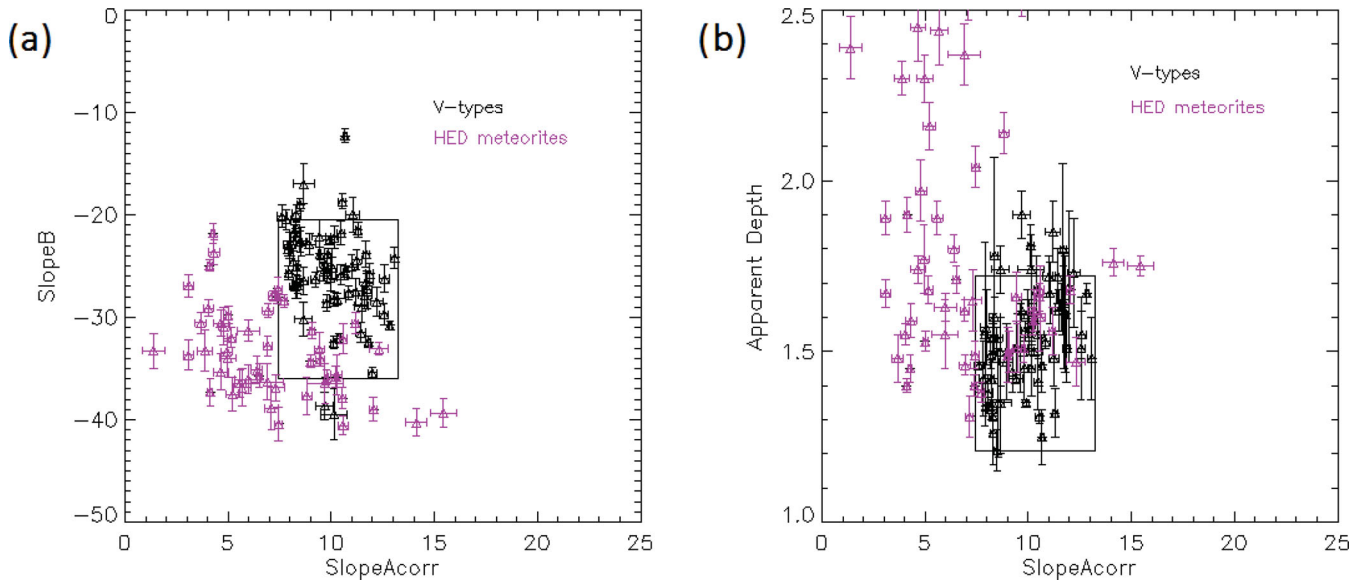 (a)
0
-10
-20
-30
-40
-50
SlopeB
V-types
HED meteorites
0 5 10 15 20 25
SlopeAcorr
(b)
2.5
2.0
1.5
1.0
Apparent Depth
V-types
HED meteorites
0 5 10 15 20 25
SlopeAcorr